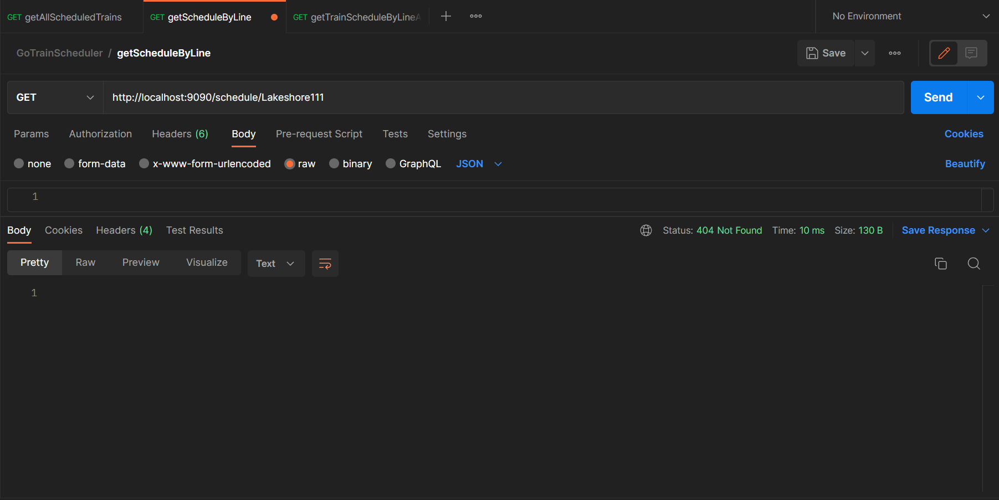 GET getAllScheduledTrains GET getScheduleByLine GET getTrainScheduleByLine No Environment
GoTrainScheduler / getScheduleByLine Save
GET http://localhost:9090/schedule/Lakeshore111 Send
Params Authorization Headers (6) Body Pre-request Script Tests Settings Cookies
none form-data x-www-form-urlencoded raw binary GraphQL JSON Beautify
1
Body Cookies Headers (4) Test Results Status: 404 Not Found Time: 10 ms Size: 130 B Save Response
Pretty Raw Preview Visualize Text
1